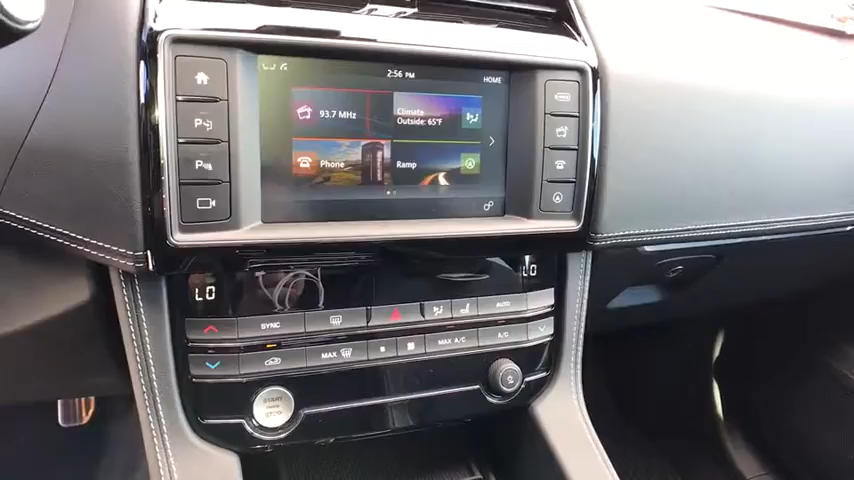 2:56 PM
HOME
93.7 MHz
Climate
Outside: 65°F
Phone
Ramp
P
P
LO
LO
SYNC
AUTO
MAX
MAX A/C
A/C
START
STOP